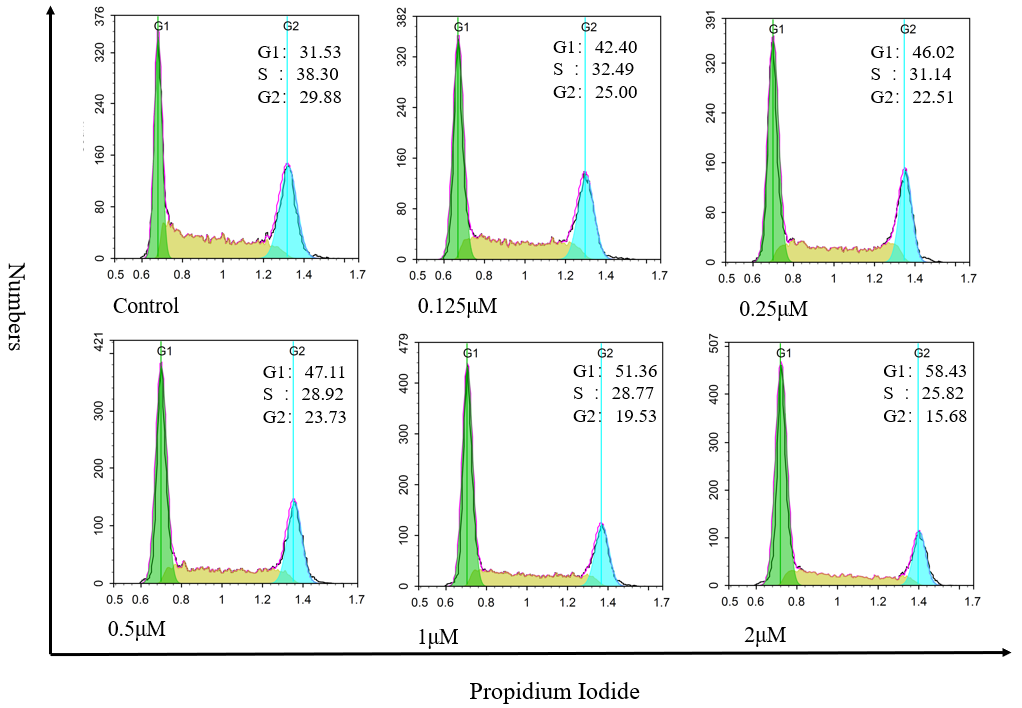 376
G1
G2
G1: 31.53
S : 38.30
G2: 29.88
320
240
160
80
0
0.5 0.6 0.8 1 1.2 1.4 1.7
Control
382
G1
G2
G1: 42.40
S : 32.49
G2: 25.00
320
240
160
80
0
0.5 0.6 0.8 1 1.2 1.4 1.7
0.125μM
391
G1
G2
G1: 46.02
S : 31.14
G2: 22.51
320
240
160
80
0
0.5 0.6 0.8 1 1.2 1.4 1.7
0.25μM
Numbers
421
G1
G2
G1: 47.11
S : 28.92
G2: 23.73
300
200
100
0
0.5 0.6 0.8 1 1.2 1.4 1.7
0.5μM
479
G1
G2
G1: 51.36
S : 28.77
G2: 19.53
400
300
200
100
0
0.5 0.6 0.8 1 1.2 1.4 1.7
1μM
507
G1
G2
G1: 58.43
S : 25.82
G2: 15.68
400
300
200
100
0
0.5 0.6 0.8 1 1.2 1.4 1.7
2μM
Propidium Iodide